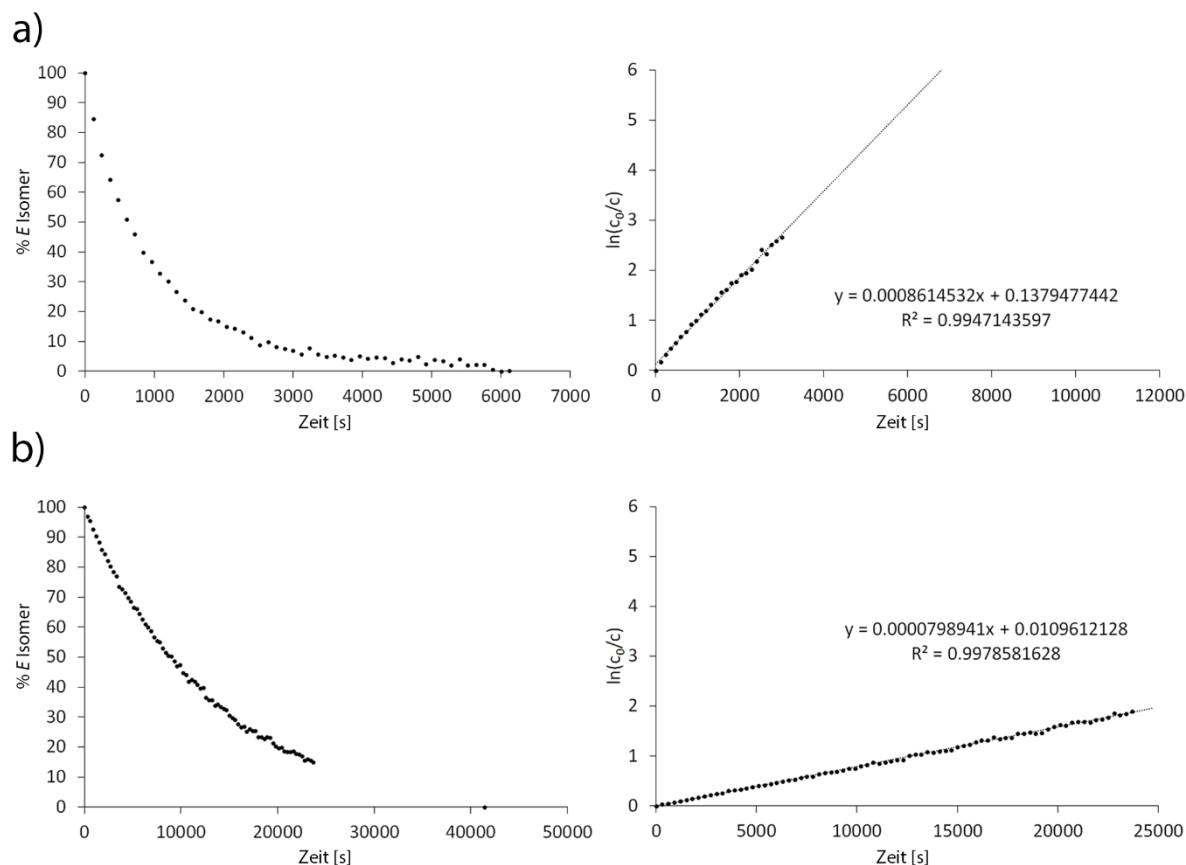 a)
100
90
80
70
60
50
40
30
20
10
0
% E Isomer
0 1000 2000 3000 4000 5000 6000 7000
Zeit [s]
6
5
4
3
2
1
0
ln(c₀/c)
y = 0.0008614532x + 0.1379477442
R² = 0.9947143597
0 2000 4000 6000 8000 10000 12000
Zeit [s]
b)
100
90
80
70
60
50
40
30
20
10
0
% E Isomer
0 10000 20000 30000 40000 50000
Zeit [s]
6
5
4
3
2
1
0
ln(c₀/c)
y = 0.0000798941x + 0.0109612128
R² = 0.9978581628
0 5000 10000 15000 20000 25000
Zeit [s]